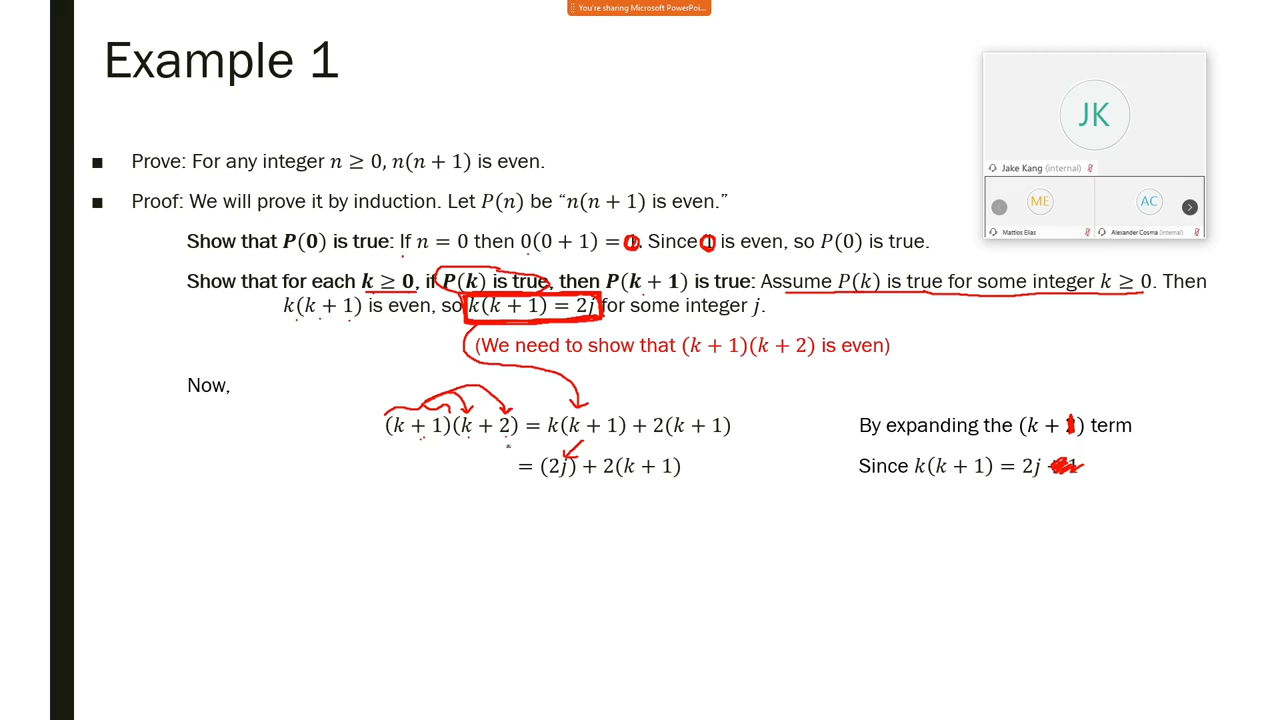 You're sharing Microsoft PowerPoi...
Example 1
JK
Jake Kang (internal)
ME
AC
Mattios Elias
Alexander Cosma (internal)
■ Prove: For any integer n ≥ 0, n(n + 1) is even.
■ Proof: We will prove it by induction. Let P(n) be “n(n + 1) is even.”
Show that P(0) is true: If n = 0 then 0(0 + 1) = 0. Since 0 is even, so P(0) is true.
Show that for each k ≥ 0, if P(k) is true, then P(k + 1) is true: Assume P(k) is true for some integer k ≥ 0. Then
k(k + 1) is even, so k(k + 1) = 2j for some integer j.
(We need to show that (k + 1)(k + 2) is even)
Now,
(k + 1)(k + 2) = k(k + 1) + 2(k + 1) By expanding the (k + 1) term
= (2j) + 2(k + 1) Since k(k + 1) = 2j